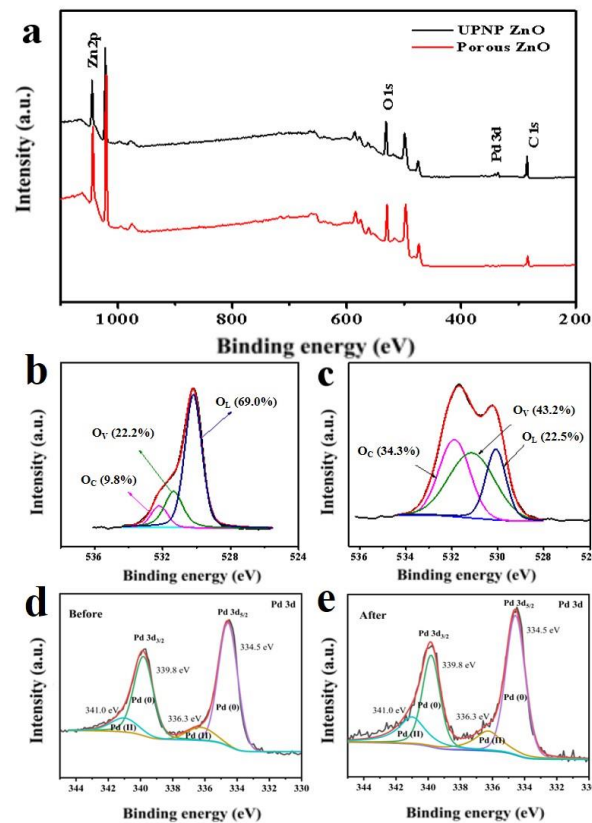 a
UPNP ZnO
Porous ZnO
Zn 2p
O 1s
Pd 3d
C 1s
Intensity (a.u.)
1000 800 600 400 200
Binding energy (eV)
b
OL (69.0%)
OV (22.2%)
OC (9.8%)
Intensity (a.u.)
536 532 528 524
Binding energy (eV)
c
OV (43.2%)
OC (34.3%)
OL (22.5%)
Intensity (a.u.)
536 534 532 530 528 52
Binding energy (eV)
d
Before
Pd 3d
Pd 3d5/2
Pd 3d3/2
334.5 eV
339.8 eV
341.0 eV
336.3 eV
Pd (0)
Pd (0)
Pd (II)
Pd (II)
Intensity (a.u.)
344 342 340 338 336 334 332 330
Binding energy (eV)
e
After
Pd 3d
Pd 3d5/2
Pd 3d3/2
334.5 eV
339.8 eV
341.0 eV
336.3 eV
Pd (0)
Pd (0)
Pd (II)
Pd (II)
Intensity (a.u.)
344 342 340 338 336 334 332 330
Binding energy (eV)